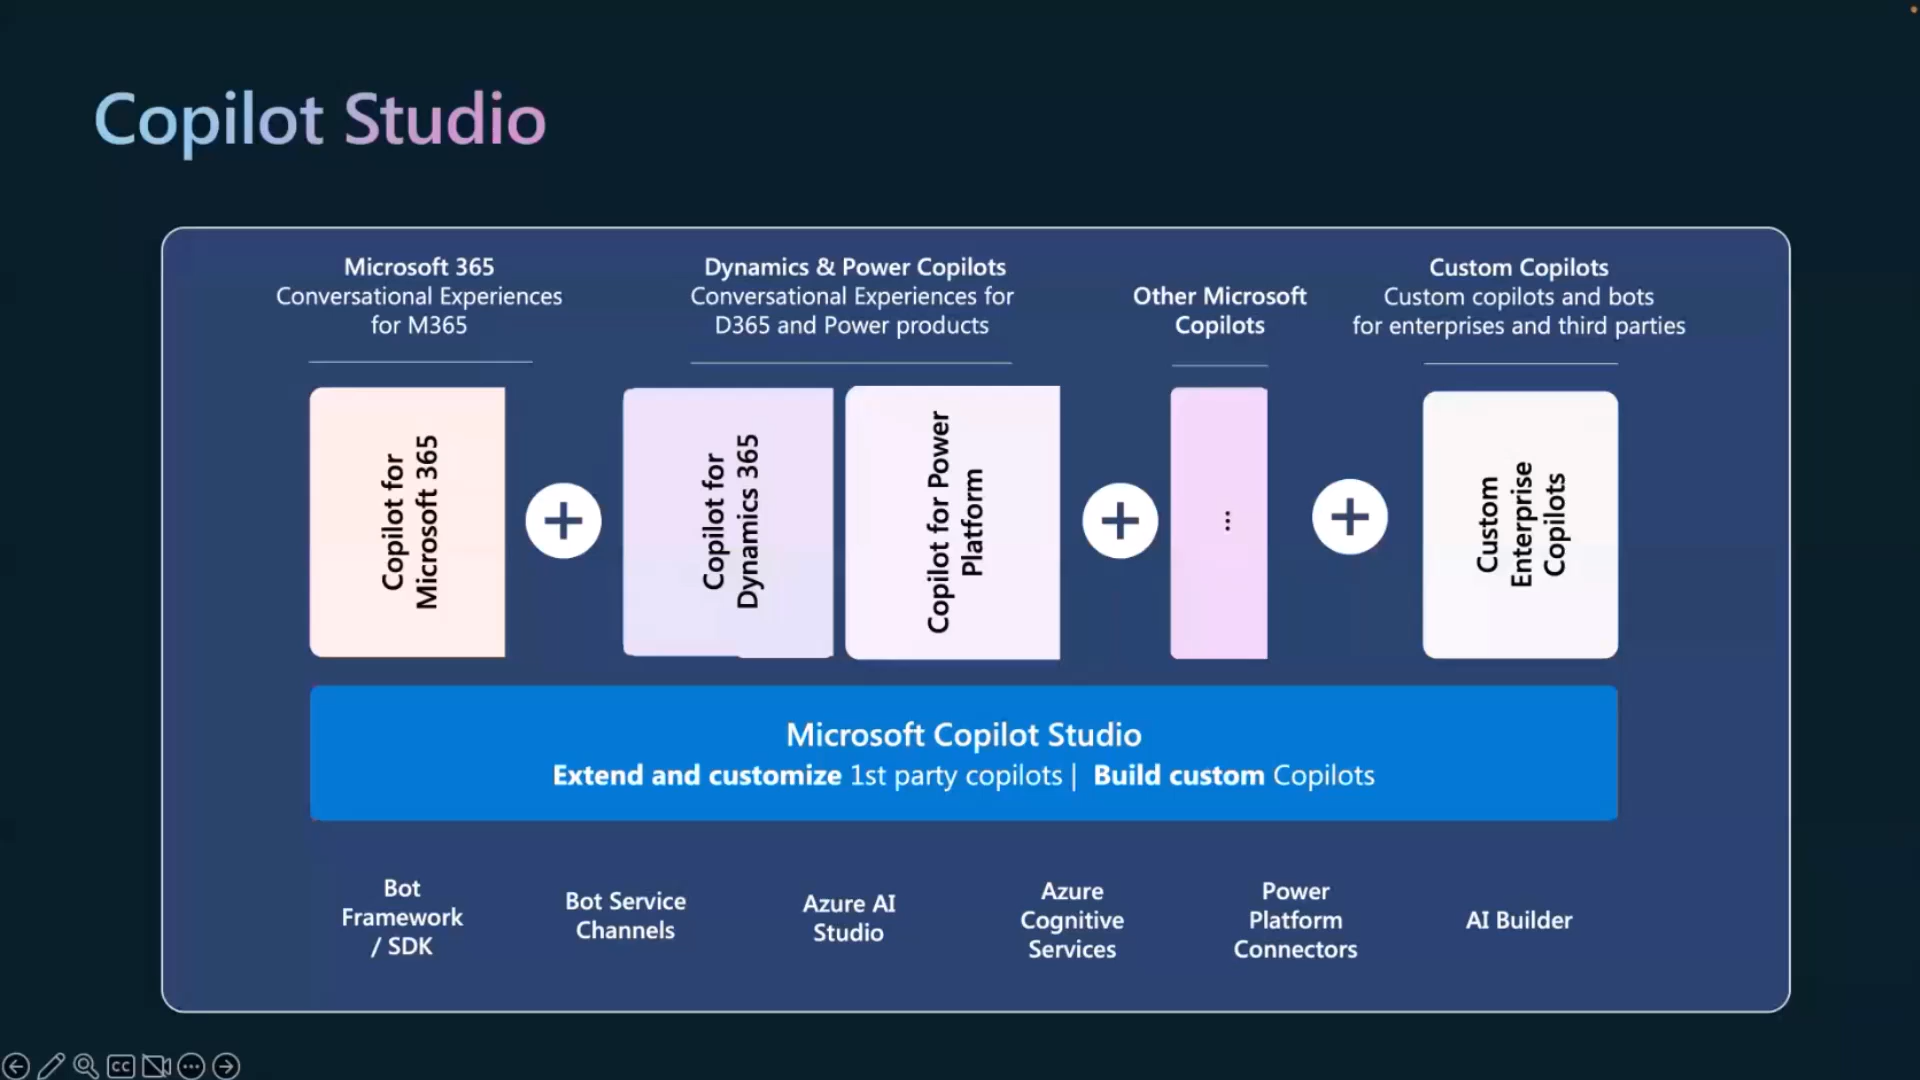 Copilot Studio
Microsoft 365
Conversational Experiences
for M365
Dynamics & Power Copilots
Conversational Experiences for
D365 and Power products
Other Microsoft
Copilots
Custom Copilots
Custom copilots and bots
for enterprises and third parties
Copilot for
Microsoft 365
Copilot for
Dynamics 365
Copilot for Power
Platform
...
Custom
Enterprise
Copilots
Microsoft Copilot Studio
Extend and customize 1st party copilots | Build custom Copilots
Bot
Framework
/ SDK
Bot Service
Channels
Azure AI
Studio
Azure
Cognitive
Services
Power
Platform
Connectors
AI Builder
CC